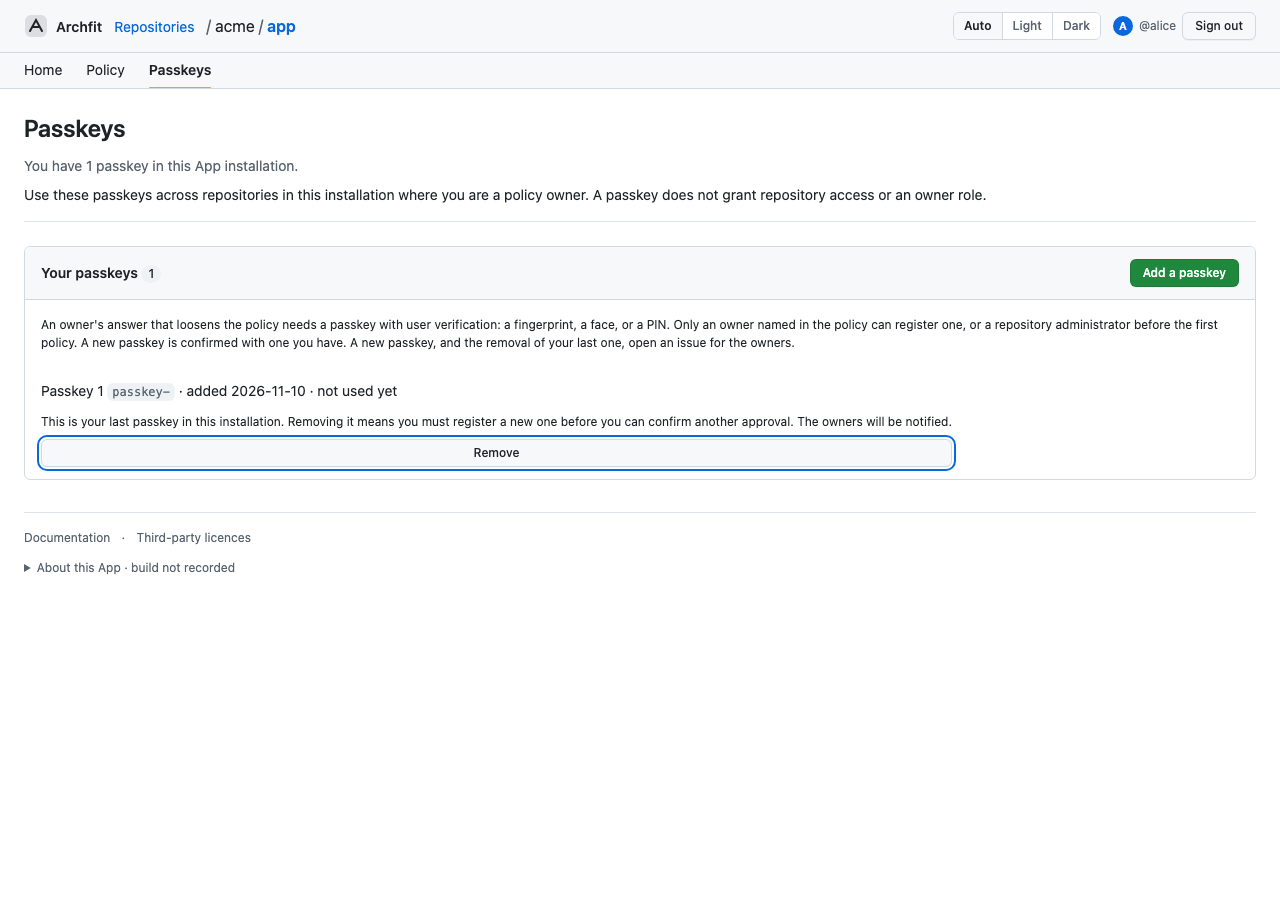 Archfit Repositories / acme / app Auto Light Dark A @alice Sign out
Home Policy Passkeys
Passkeys
You have 1 passkey in this App installation.
Use these passkeys across repositories in this installation where you are a policy owner. A passkey does not grant repository access or an owner role.
Your passkeys 1 Add a passkey
An owner's answer that loosens the policy needs a passkey with user verification: a fingerprint, a face, or a PIN. Only an owner named in the policy can register one, or a repository administrator before the first
policy. A new passkey is confirmed with one you have. A new passkey, and the removal of your last one, open an issue for the owners.
Passkey 1 passkey- · added 2026-11-10 · not used yet
This is your last passkey in this installation. Removing it means you must register a new one before you can confirm another approval. The owners will be notified.
Remove
Documentation · Third-party licences
About this App · build not recorded